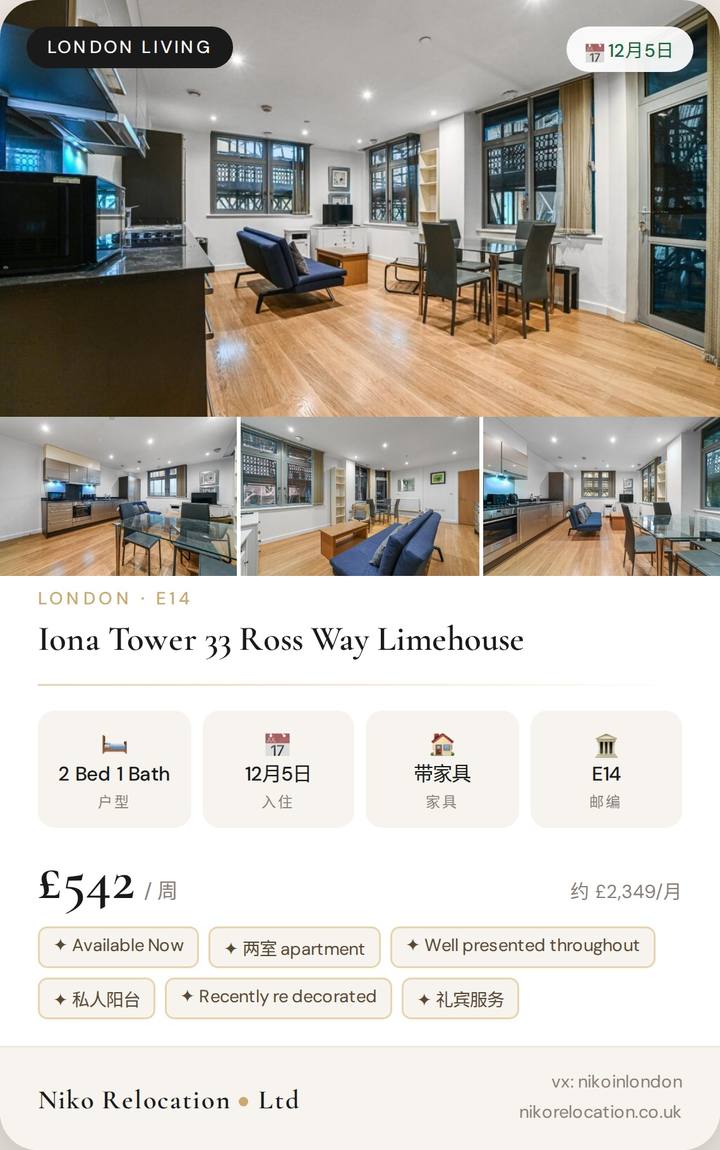 LONDON LIVING
12月5日
LONDON · E14
Iona Tower 33 Ross Way Limehouse
2 Bed 1 Bath
户型
17
12月5日
入住
带家具
家具
E14
邮编
£542 / 周
约 £2,349/月
✦ Available Now
✦ 两室 apartment
✦ Well presented throughout
✦ 私人阳台
✦ Recently re decorated
✦ 礼宾服务
Niko Relocation • Ltd
vx: nikoinlondon
nikorelocation.co.uk